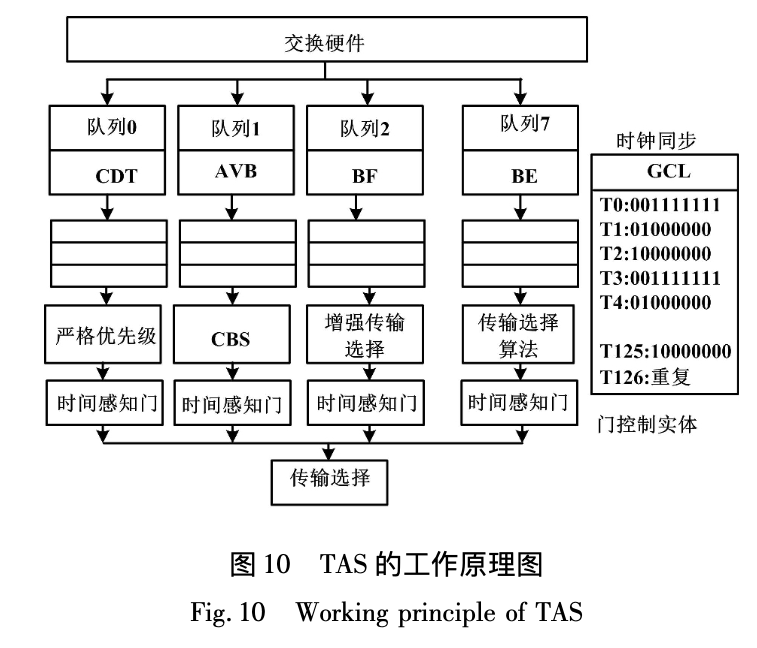 交换硬件
队列0
队列1
队列2
队列7
CDT
AVB
BF
BE
严格优先级
CBS
增强传输
选择
传输选择
算法
时间感知门
时间感知门
时间感知门
时间感知门
传输选择
时钟同步
GCL
T0:001111111
T1:01000000
T2:10000000
T3:001111111
T4:01000000
T125:10000000
T126:重复
门控制实体
图 10 TAS 的工作原理图
Fig. 10 Working principle of TAS